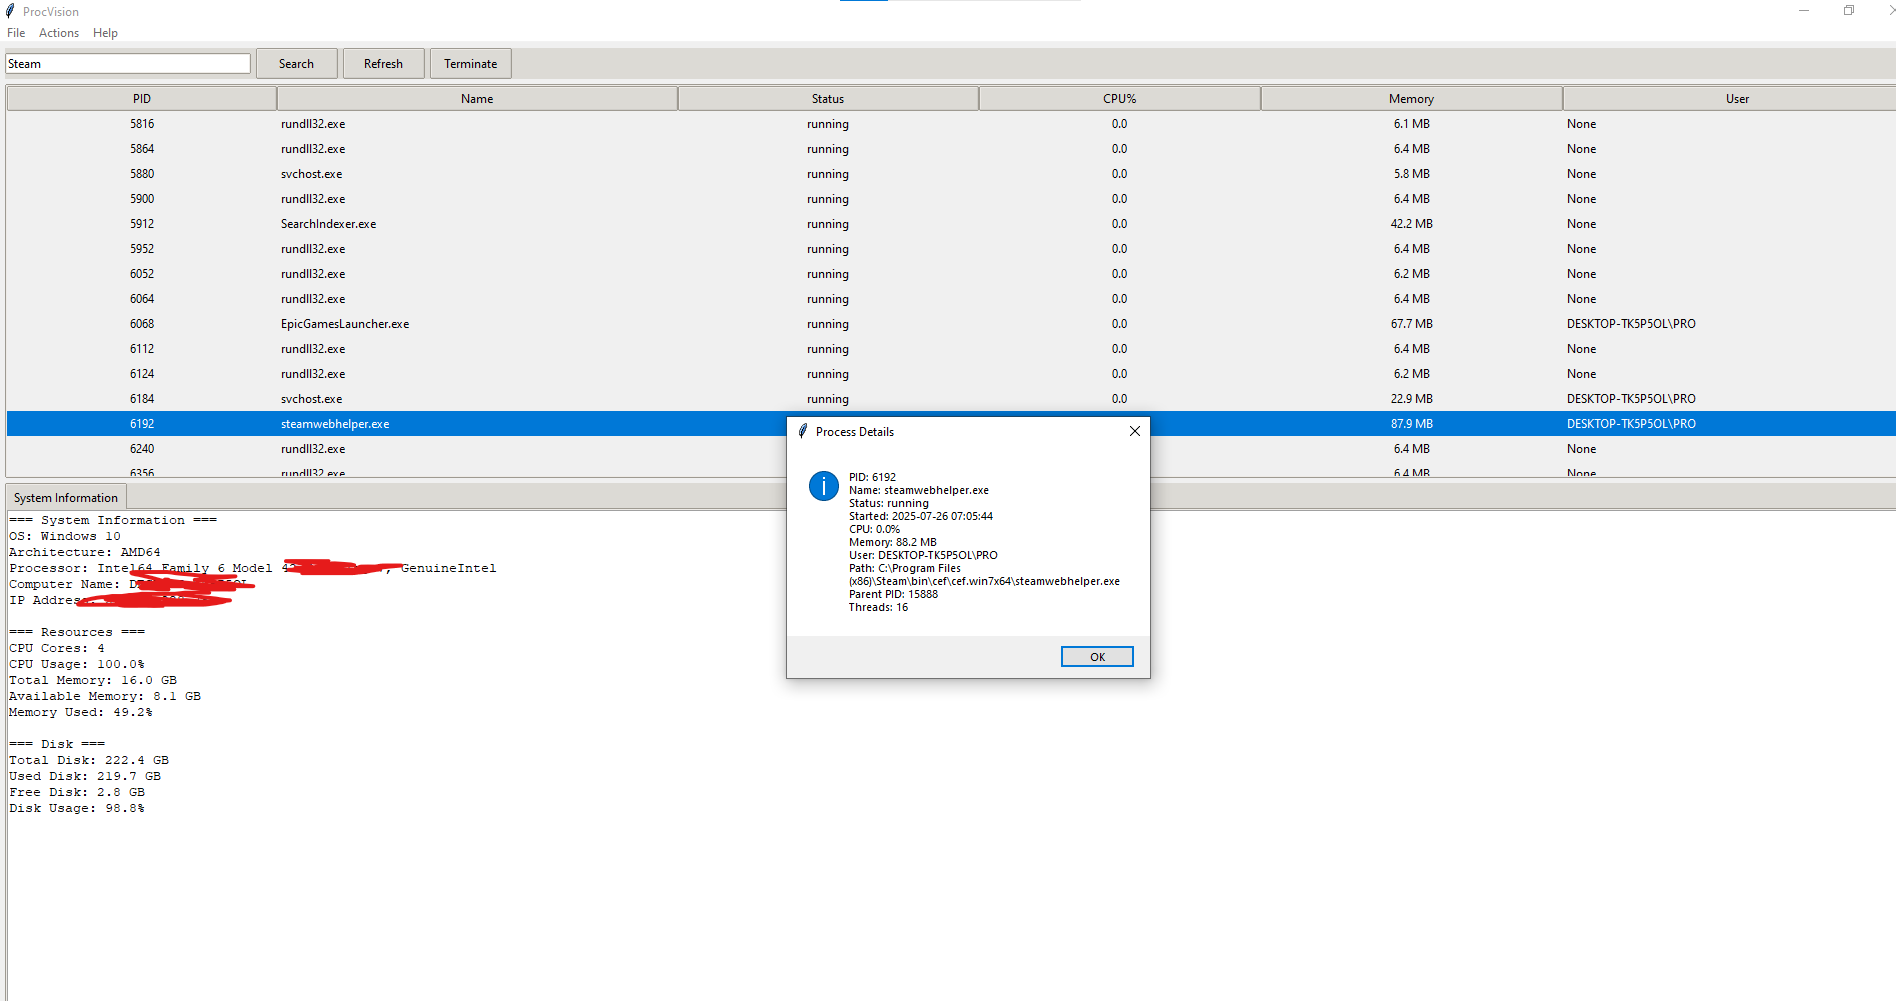 ProcVision
File Actions Help
Steam Search Refresh Terminate
PID Name Status CPU% Memory User
5816 rundll32.exe running 0.0 6.1 MB None
5864 rundll32.exe running 0.0 6.4 MB None
5880 svchost.exe running 0.0 5.8 MB None
5900 rundll32.exe running 0.0 6.4 MB None
5912 SearchIndexer.exe running 0.0 42.2 MB None
5952 rundll32.exe running 0.0 6.4 MB None
6052 rundll32.exe running 0.0 6.2 MB None
6064 rundll32.exe running 0.0 6.4 MB None
6068 EpicGamesLauncher.exe running 0.0 67.7 MB DESKTOP-TK5P5OL\PRO
6112 rundll32.exe running 0.0 6.4 MB None
6124 rundll32.exe running 0.0 6.2 MB None
6184 svchost.exe running 0.0 22.9 MB DESKTOP-TK5P5OL\PRO
6192 steamwebhelper.exe 87.9 MB DESKTOP-TK5P5OL\PRO
6240 rundll32.exe 6.4 MB None
6356 rundll32.exe 6.4 MB None
Process Details
PID: 6192
Name: steamwebhelper.exe
Status: running
Started: 2025-07-26 07:05:44
CPU: 0.0%
Memory: 88.2 MB
User: DESKTOP-TK5P5OL\PRO
Path: C:\Program Files
(x86)\Steam\bin\cef\cef.win7x64\steamwebhelper.exe
Parent PID: 15888
Threads: 16
OK
System Information
=== System Information ===
OS: Windows 10
Architecture: AMD64
Processor: Intel64 Family 6 Model , GenuineIntel
Computer Name:
IP Address:
=== Resources ===
CPU Cores: 4
CPU Usage: 100.0%
Total Memory: 16.0 GB
Available Memory: 8.1 GB
Memory Used: 49.2%
=== Disk ===
Total Disk: 222.4 GB
Used Disk: 219.7 GB
Free Disk: 2.8 GB
Disk Usage: 98.8%